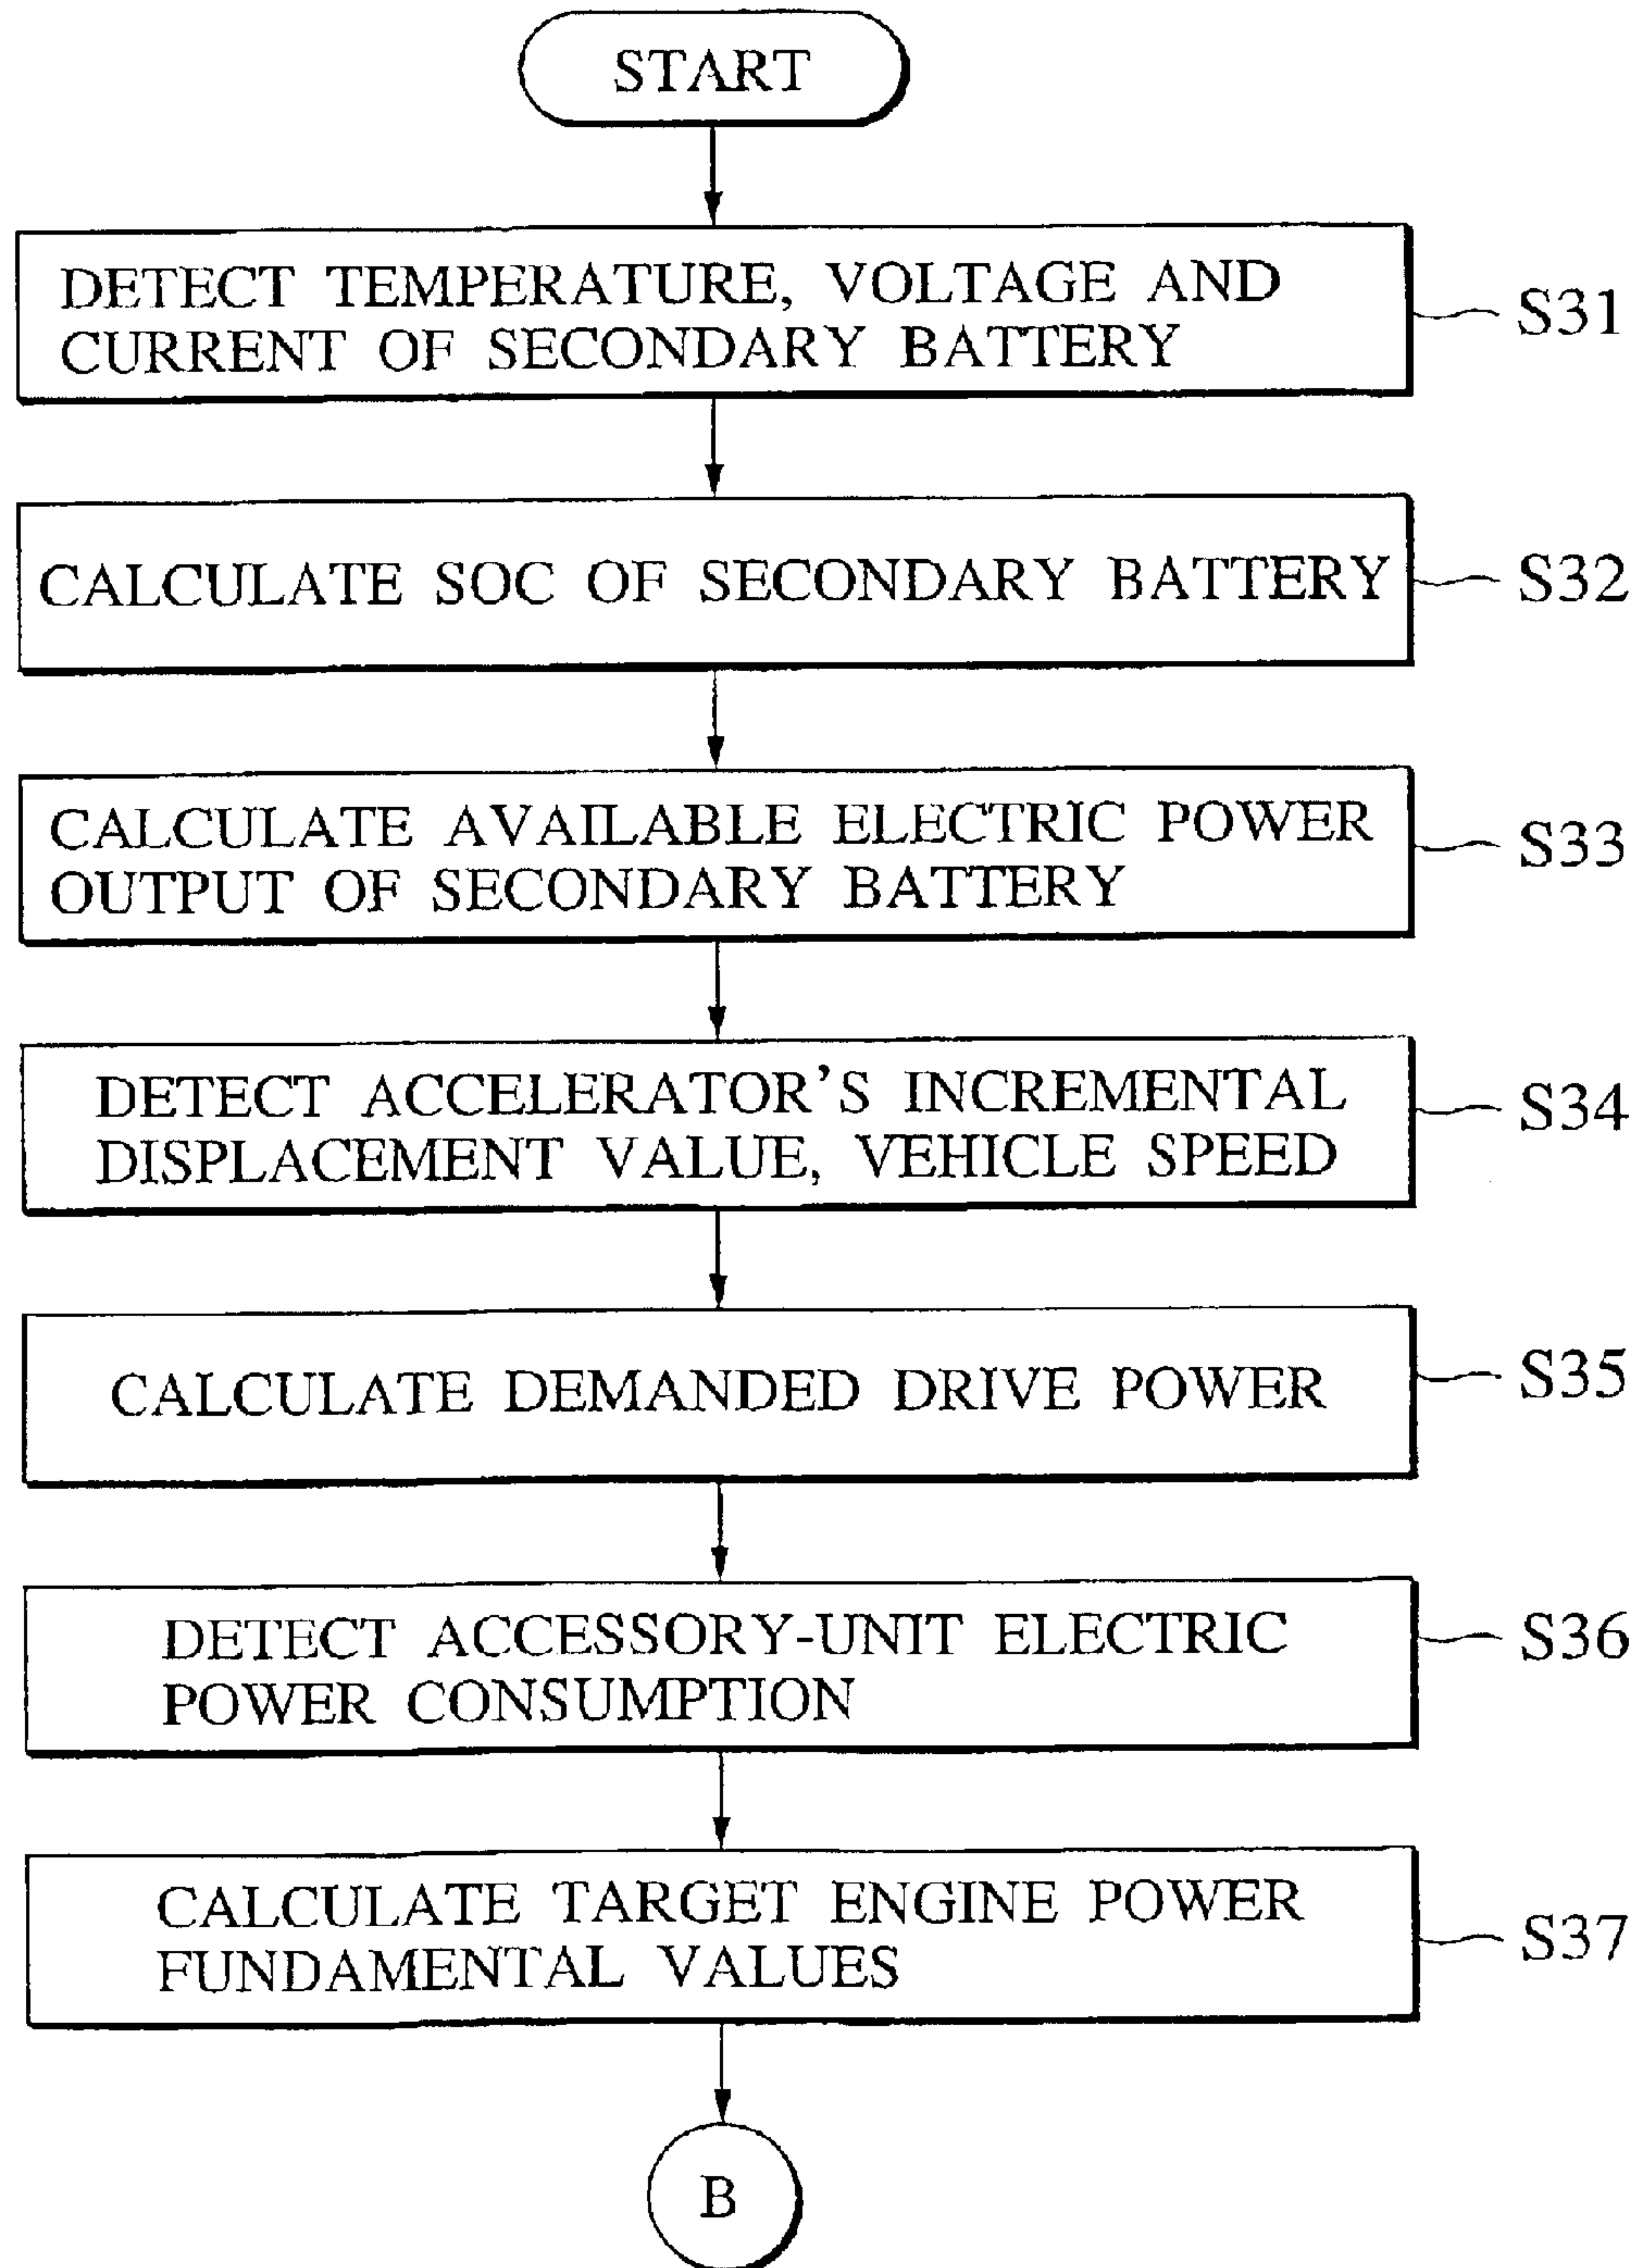 START
DETECT TEMPERATURE, VOLTAGE AND
CURRENT OF SECONDARY BATTERY
S31
CALCULATE SOC OF SECONDARY BATTERY
S32
CALCULATE AVAILABLE ELECTRIC POWER
OUTPUT OF SECONDARY BATTERY
S33
DETECT ACCELERATOR'S INCREMENTAL
DISPLACEMENT VALUE, VEHICLE SPEED
S34
CALCULATE DEMANDED DRIVE POWER
S35
DETECT ACCESSORY-UNIT ELECTRIC
POWER CONSUMPTION
S36
CALCULATE TARGET ENGINE POWER
FUNDAMENTAL VALUES
S37
B